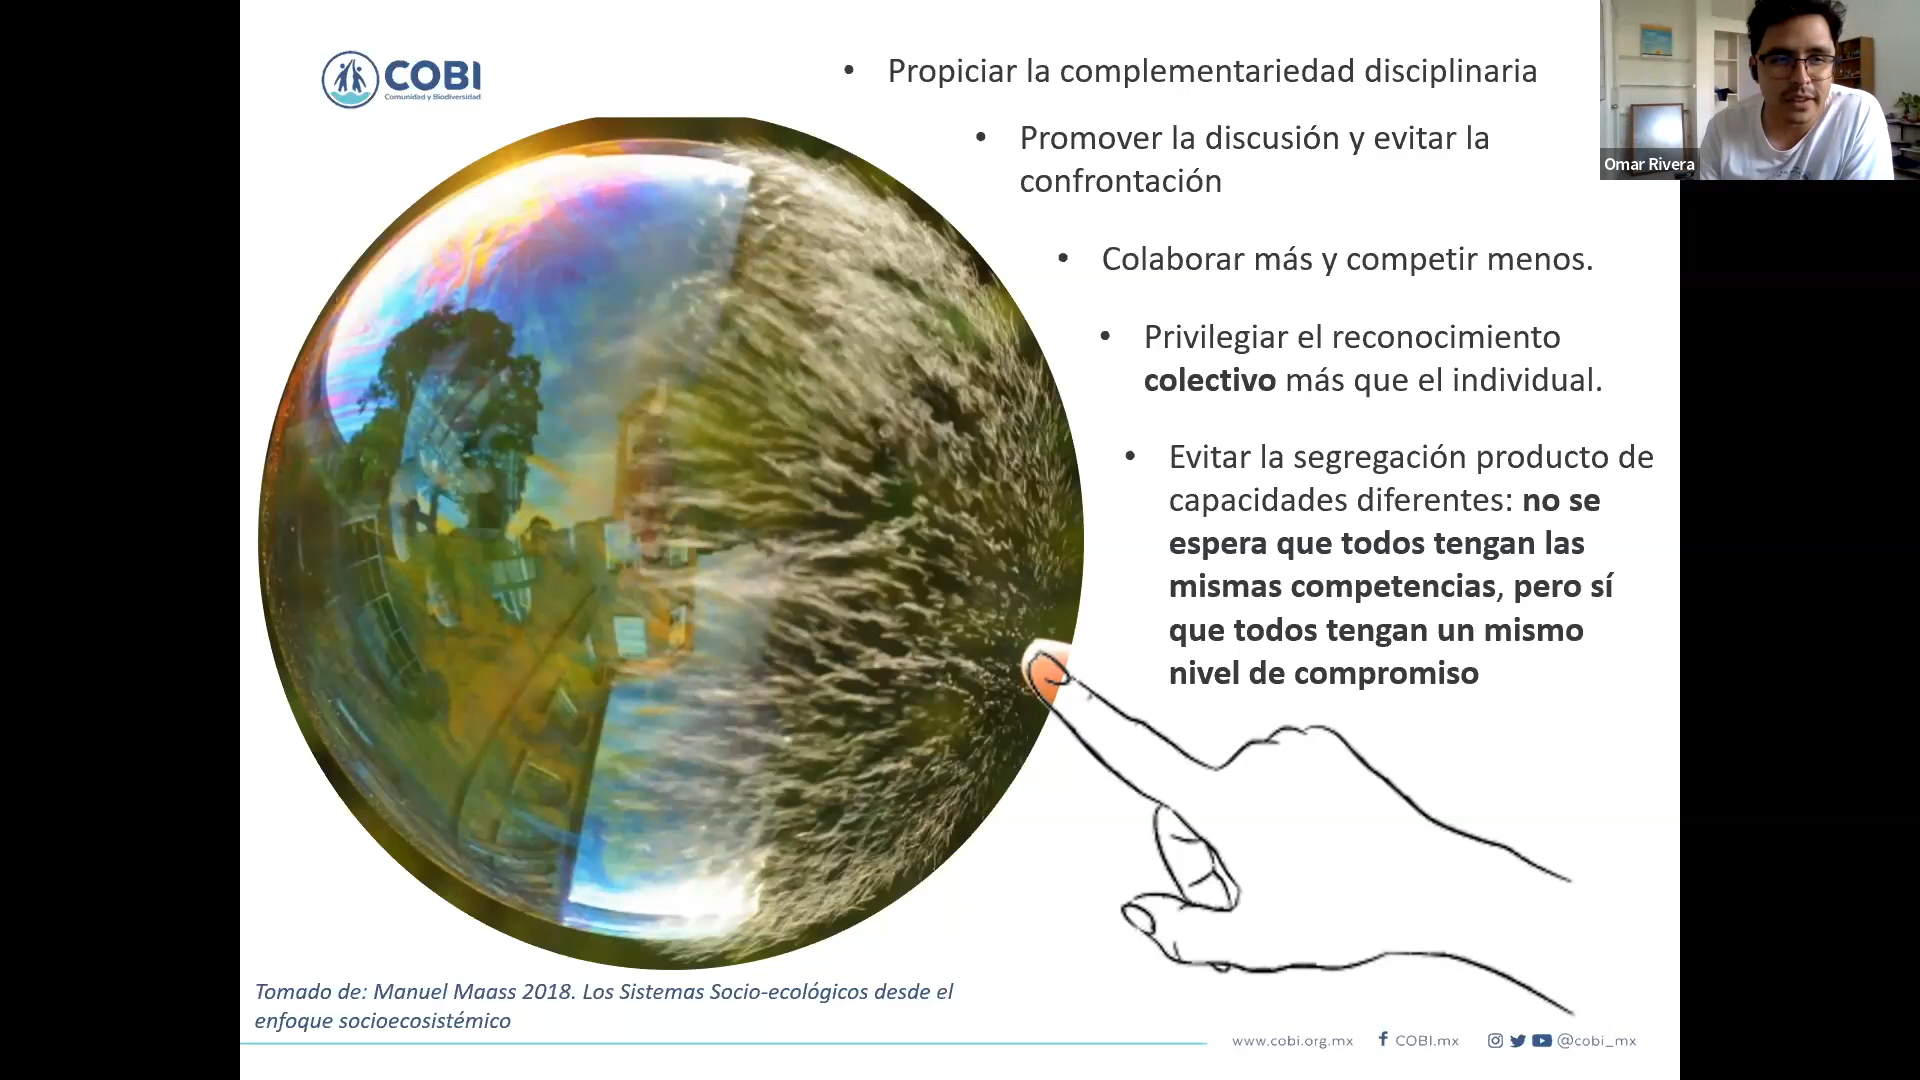 COBI
Comunidad y Biodiversidad
• Propiciar la complementariedad disciplinaria
• Promover la discusión y evitar la
confrontación
• Colaborar más y competir menos.
• Privilegiar el reconocimiento
colectivo más que el individual.
• Evitar la segregación producto de
capacidades diferentes: no se
espera que todos tengan las
mismas competencias, pero sí
que todos tengan un mismo
nivel de compromiso
Omar Rivera
Tomado de: Manuel Maass 2018. Los Sistemas Socio-ecológicos desde el
enfoque socioecosistémico
www.cobi.org.mx COBI.mx @cobi_mx